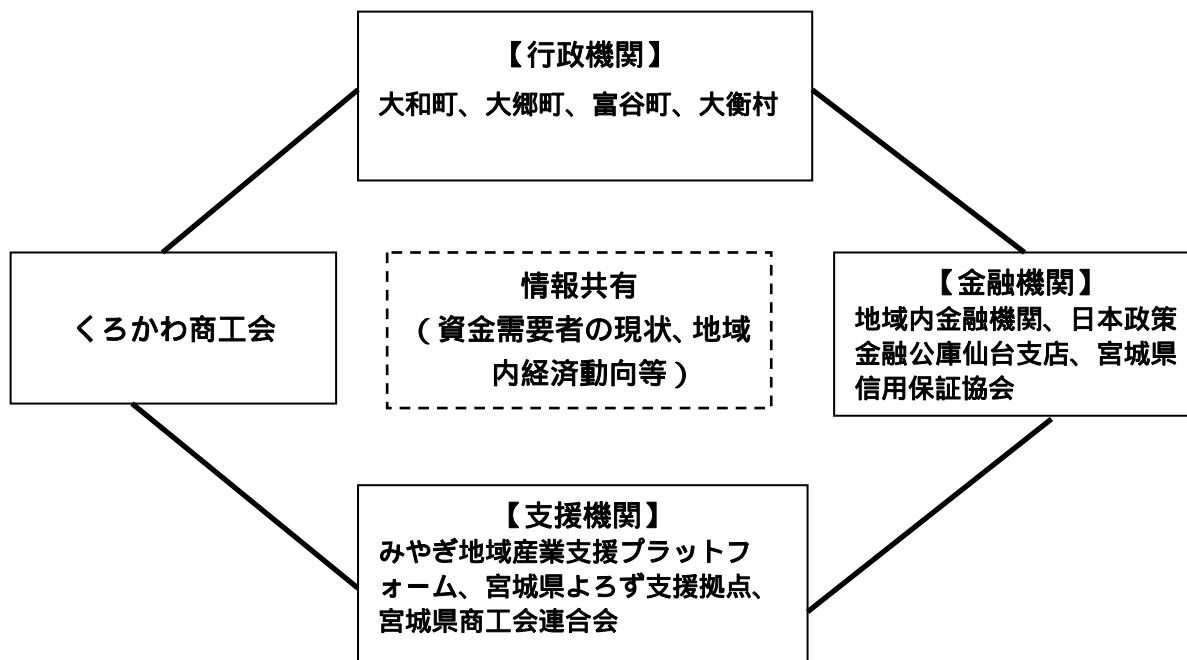 【行政機関】
大和町、大郷町、富谷町、大衡村
くろかわ商工会
情報共有
（資金需要者の現状、地域
内経済動向等）
【金融機関】
地域内金融機関、日本政策
金融公庫仙台支店、宮城県
信用保証協会
【支援機関】
みやぎ地域産業支援プラットフ
ォーム、宮城県よろず支援拠点、
宮城県商工会連合会